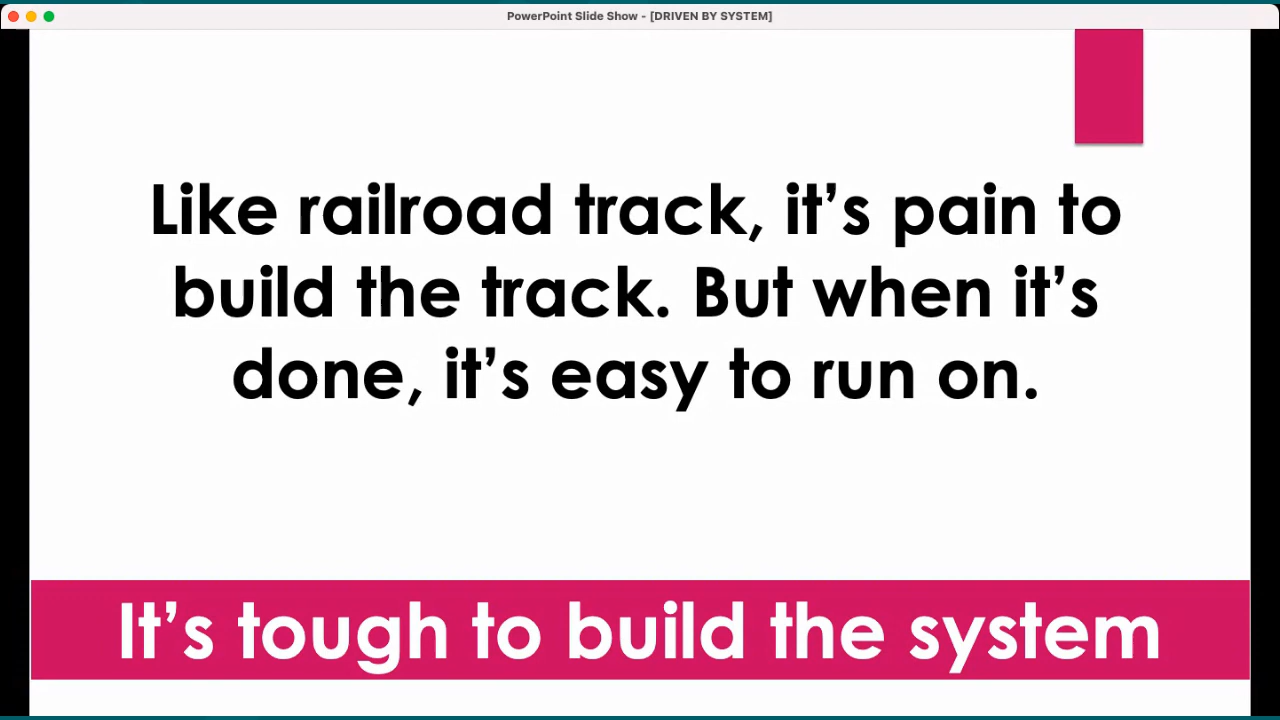 PowerPoint Slide Show - [DRIVEN BY SYSTEM]
Like railroad track, it’s pain to
build the track. But when it’s
done, it’s easy to run on.
It’s tough to build the system